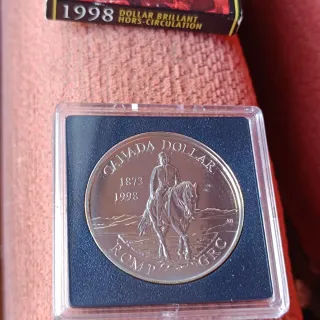 1998 DOLLAR BRILLANT
HORS-CIRCULATION
CANADA DOLLAR
1873
1998
RCMP GRC